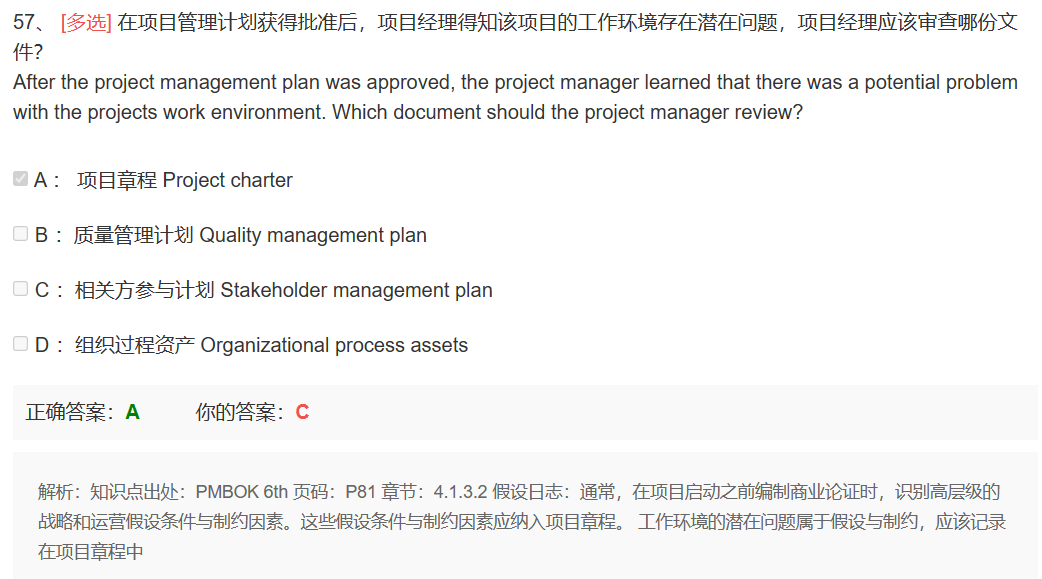 57、 [多选] 在项目管理计划获得批准后，项目经理得知该项目的工作环境存在潜在问题，项目经理应该审查哪份文
件？
After the project management plan was approved, the project manager learned that there was a potential problem
with the projects work environment. Which document should the project manager review?
A： 项目章程 Project charter
B：质量管理计划 Quality management plan
C：相关方参与计划 Stakeholder management plan
D：组织过程资产 Organizational process assets
正确答案：A 你的答案：C
解析：知识点出处：PMBOK 6th 页码：P81 章节：4.1.3.2 假设日志：通常，在项目启动之前编制商业论证时，识别高层级的
战略和运营假设条件与制约因素。这些假设条件与制约因素应纳入项目章程。 工作环境的潜在问题属于假设与制约，应该记录
在项目章程中